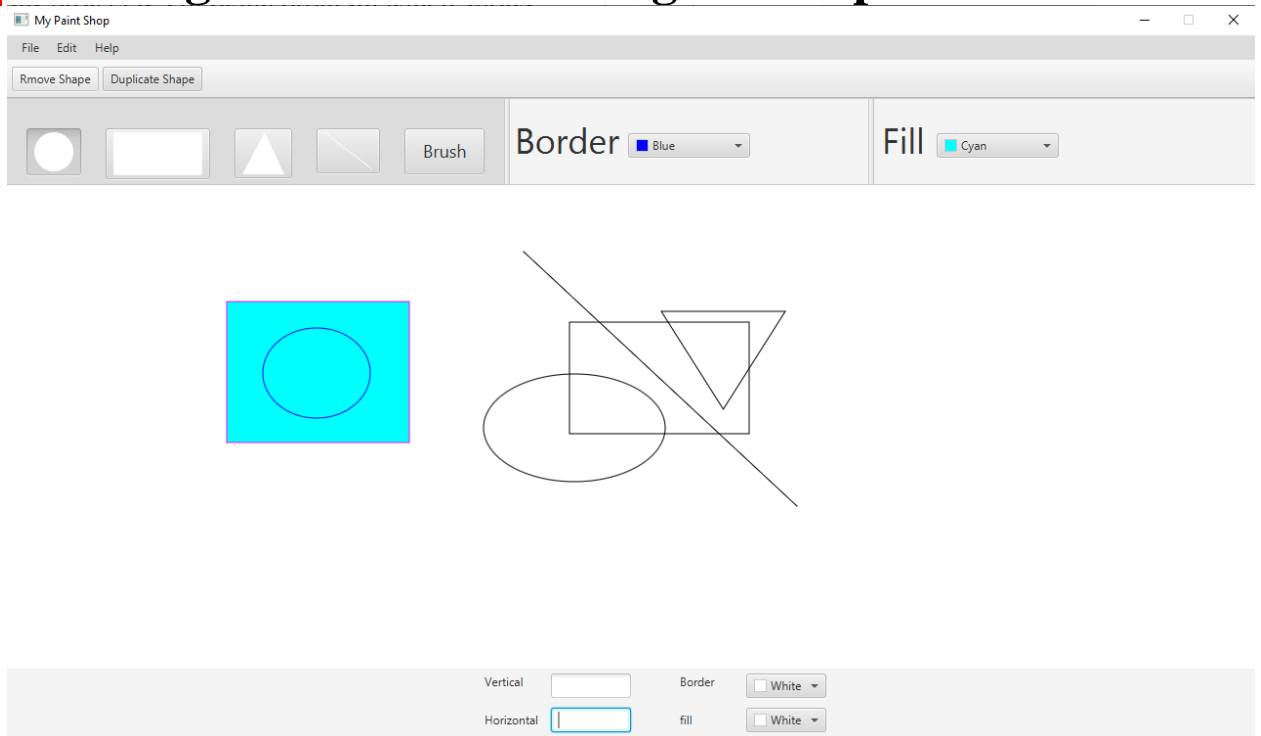 My Paint Shop
File Edit Help
Rmove Shape Duplicate Shape
Brush Border Blue Fill Cyan
Vertical Border White
Horizontal fill White